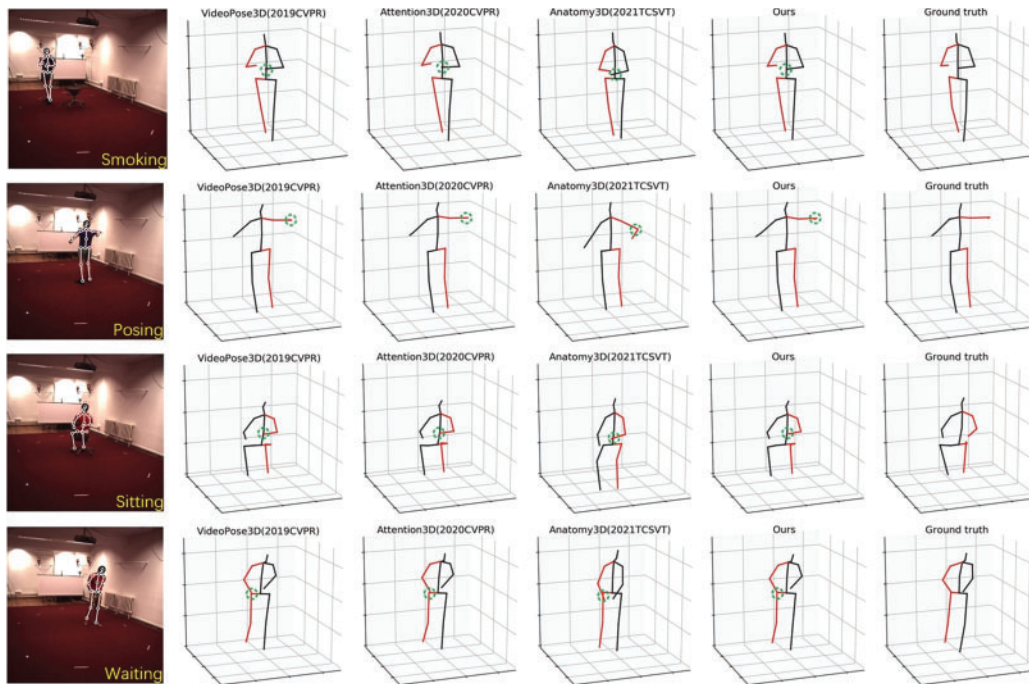 VideoPose3D(2019CVPR) Attention3D(2020CVPR) Anatomy3D(2021TCSVT) Ours Ground truth
Smoking
VideoPose3D(2019CVPR) Attention3D(2020CVPR) Anatomy3D(2021TCSVT) Ours Ground truth
Posing
VideoPose3D(2019CVPR) Attention3D(2020CVPR) Anatomy3D(2021TCSVT) Ours Ground truth
Sitting
VideoPose3D(2019CVPR) Attention3D(2020CVPR) Anatomy3D(2021TCSVT) Ours Ground truth
Waiting